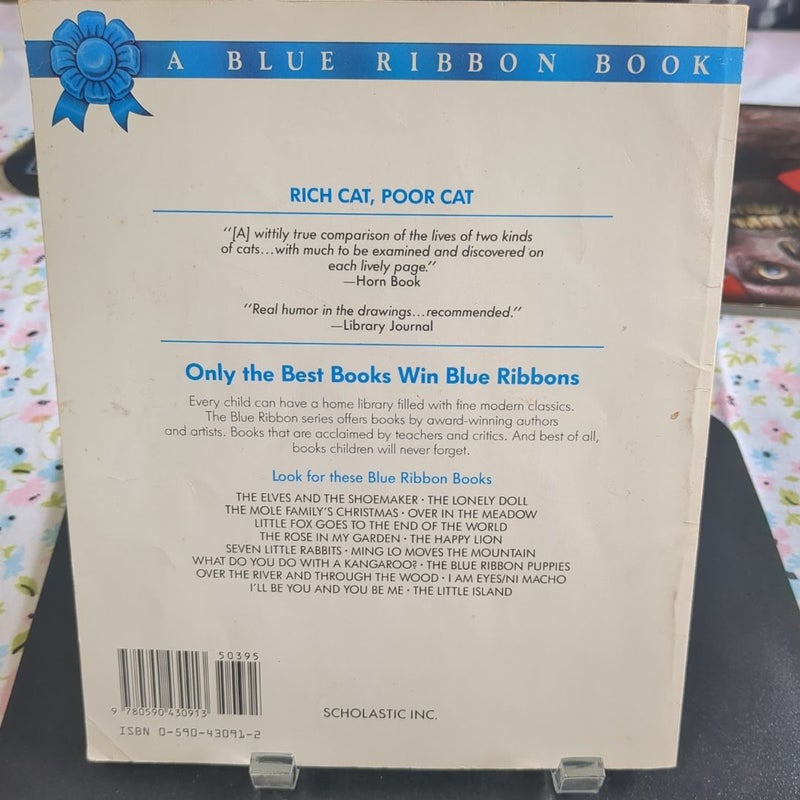 A BLUE RIBBON BOOK
RICH CAT, POOR CAT
"[A] wittily true comparison of the lives of two kinds
of cats...with much to be examined and discovered on
each lively page."
—Horn Book
"Real humor in the drawings...recommended."
—Library Journal
Only the Best Books Win Blue Ribbons
Every child can have a home library filled with fine modern classics.
The Blue Ribbon series offers books by award-winning authors
and artists. Books that are acclaimed by teachers and critics. And best of all,
books children will never forget.
Look for these Blue Ribbon Books
THE ELVES AND THE SHOEMAKER · THE LONELY DOLL
THE MOLE FAMILY'S CHRISTMAS · OVER IN THE MEADOW
LITTLE FOX GOES TO THE END OF THE WORLD
THE ROSE IN MY GARDEN · THE HAPPY LION
SEVEN LITTLE RABBITS · MING LO MOVES THE MOUNTAIN
WHAT DO YOU DO WITH A KANGAROO? · THE BLUE RIBBON PUPPIES
OVER THE RIVER AND THROUGH THE WOOD · I AM EYES/NI MACHO
I'LL BE YOU AND YOU BE ME · THE LITTLE ISLAND
50395
9 780590 430913
ISBN 0-590-43091-2
SCHOLASTIC INC.